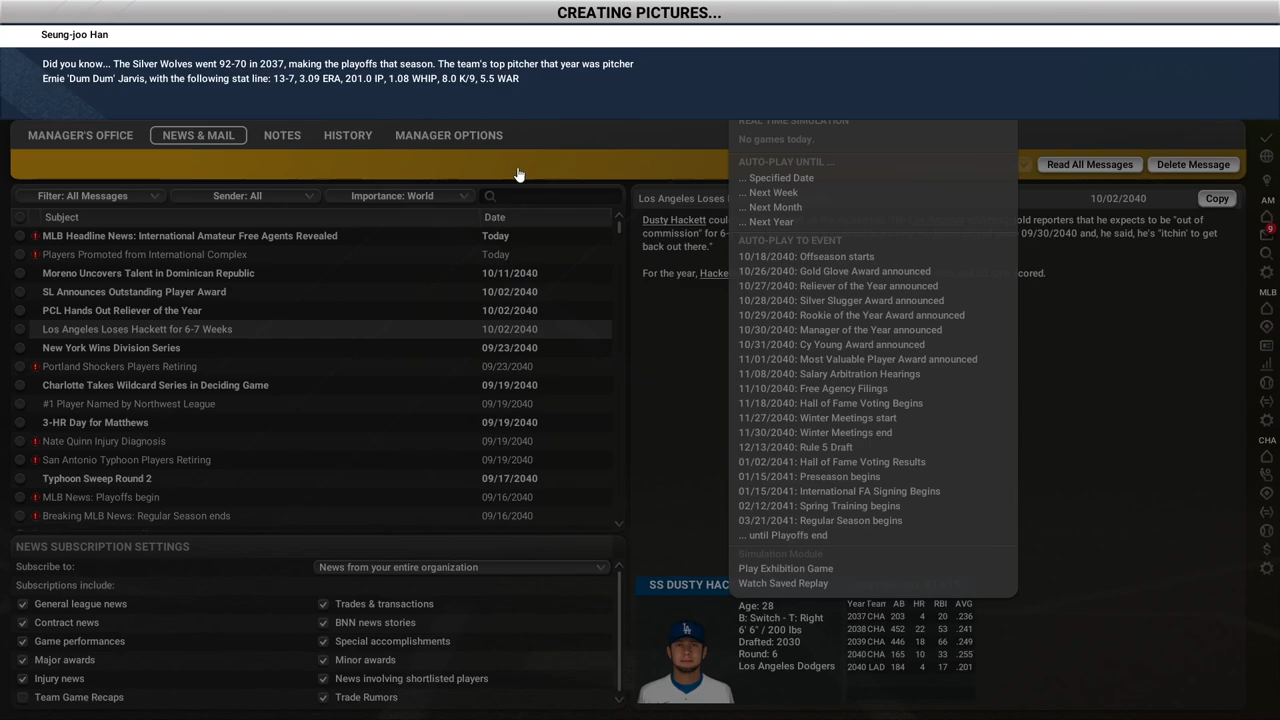 CREATING PICTURES...
Seung-joo Han
Did you know... The Silver Wolves went 92-70 in 2037, making the playoffs that season. The team's top pitcher that year was pitcher
Ernie 'Dum Dum' Jarvis, with the following stat line: 13-7, 3.09 ERA, 201.0 IP, 1.08 WHIP, 8.0 K/9, 5.5 WAR
MANAGER'S OFFICE NEWS & MAIL NOTES HISTORY MANAGER OPTIONS
Read All Messages Delete Message
Filter: All Messages Sender: All Importance: World
Subject Date
MLB Headline News: International Amateur Free Agents Revealed Today
Players Promoted from International Complex Today
Moreno Uncovers Talent in Dominican Republic 10/11/2040
SL Announces Outstanding Player Award 10/02/2040
PCL Hands Out Reliever of the Year 10/02/2040
Los Angeles Loses Hackett for 6-7 Weeks 10/02/2040
New York Wins Division Series 09/23/2040
Portland Shockers Players Retiring 09/23/2040
Charlotte Takes Wildcard Series in Deciding Game 09/19/2040
#1 Player Named by Northwest League 09/19/2040
3-HR Day for Matthews 09/19/2040
Nate Quinn Injury Diagnosis 09/19/2040
San Antonio Typhoon Players Retiring 09/19/2040
Typhoon Sweep Round 2 09/17/2040
MLB News: Playoffs begin 09/16/2040
Breaking MLB News: Regular Season ends 09/16/2040
NEWS SUBSCRIPTION SETTINGS
Subscribe to: News from your entire organization
Subscriptions include:
General league news Trades & transactions
Contract news BNN news stories
Game performances Special accomplishments
Major awards Minor awards
Injury news News involving shortlisted players
Team Game Recaps Trade Rumors
Los Angeles Loses 10/02/2040 Copy
Dusty Hackett old reporters that he expects to be "out of
commission" for 6- 09/30/2040 and, he said, he's "itchin' to get
back out there."
For the year, Hacke scored.
REAL TIME SIMULATION
No games today.
AUTO-PLAY UNTIL ...
... Specified Date
... Next Week
... Next Month
... Next Year
AUTO-PLAY TO EVENT
10/18/2040: Offseason starts
10/26/2040: Gold Glove Award announced
10/27/2040: Reliever of the Year announced
10/28/2040: Silver Slugger Award announced
10/29/2040: Rookie of the Year Award announced
10/30/2040: Manager of the Year announced
10/31/2040: Cy Young Award announced
11/01/2040: Most Valuable Player Award announced
11/08/2040: Salary Arbitration Hearings
11/10/2040: Free Agency Filings
11/18/2040: Hall of Fame Voting Begins
11/27/2040: Winter Meetings start
11/30/2040: Winter Meetings end
12/13/2040: Rule 5 Draft
01/02/2041: Hall of Fame Voting Results
01/15/2041: Preseason begins
01/15/2041: International FA Signing Begins
02/12/2041: Spring Training begins
03/21/2041: Regular Season begins
... until Playoffs end
Simulation Module
Play Exhibition Game
Watch Saved Replay
SS DUSTY HAC
Age: 28
B: Switch - T: Right
6' 6" / 200 lbs
Drafted: 2030
Round: 6
Los Angeles Dodgers
Year Team AB HR RBI AVG
2037 CHA 203 4 20 .236
2038 CHA 452 22 53 .241
2039 CHA 446 18 66 .249
2040 CHA 165 10 33 .255
2040 LAD 184 4 17 .201
AM
9
MLB
CHA